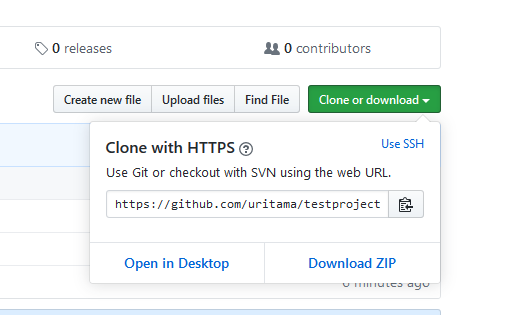 0 releases
0 contributors
Create new file
Upload files
Find File
Clone or download
Clone with HTTPS
Use SSH
Use Git or checkout with SVN using the web URL.
https://github.com/uritama/testproject
Open in Desktop
Download ZIP
6 minutes ago